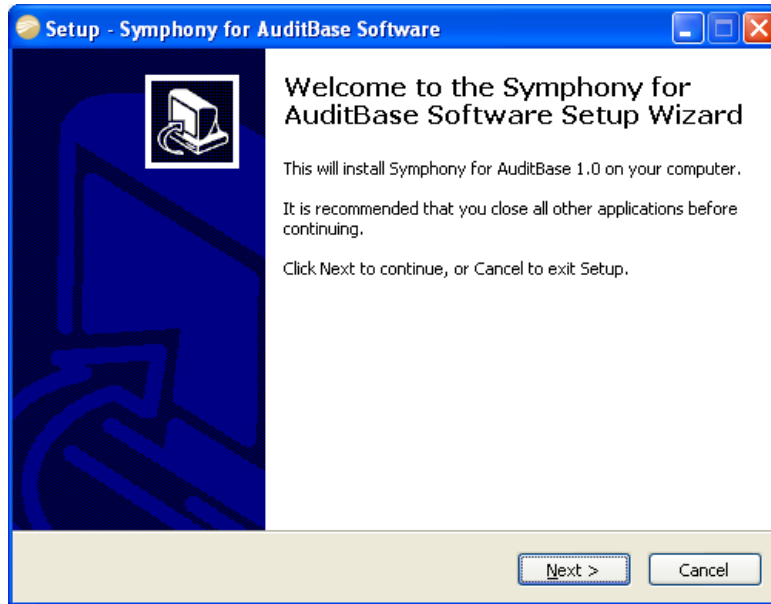 Setup - Symphony for AuditBase Software
Welcome to the Symphony for
AuditBase Software Setup Wizard
This will install Symphony for AuditBase 1.0 on your computer.
It is recommended that you close all other applications before
continuing.
Click Next to continue, or Cancel to exit Setup.
Next >
Cancel